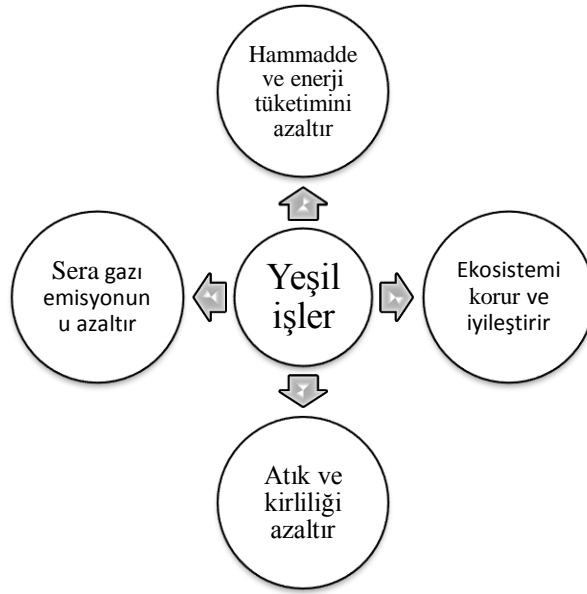 Hammadde
ve enerji
tüketimini
azaltır
Sera gazı
emisyonun
u azaltır
Yeşil
işler
Ekosistemi
korur ve
iyileştirir
Atık ve
kirliliği
azaltır